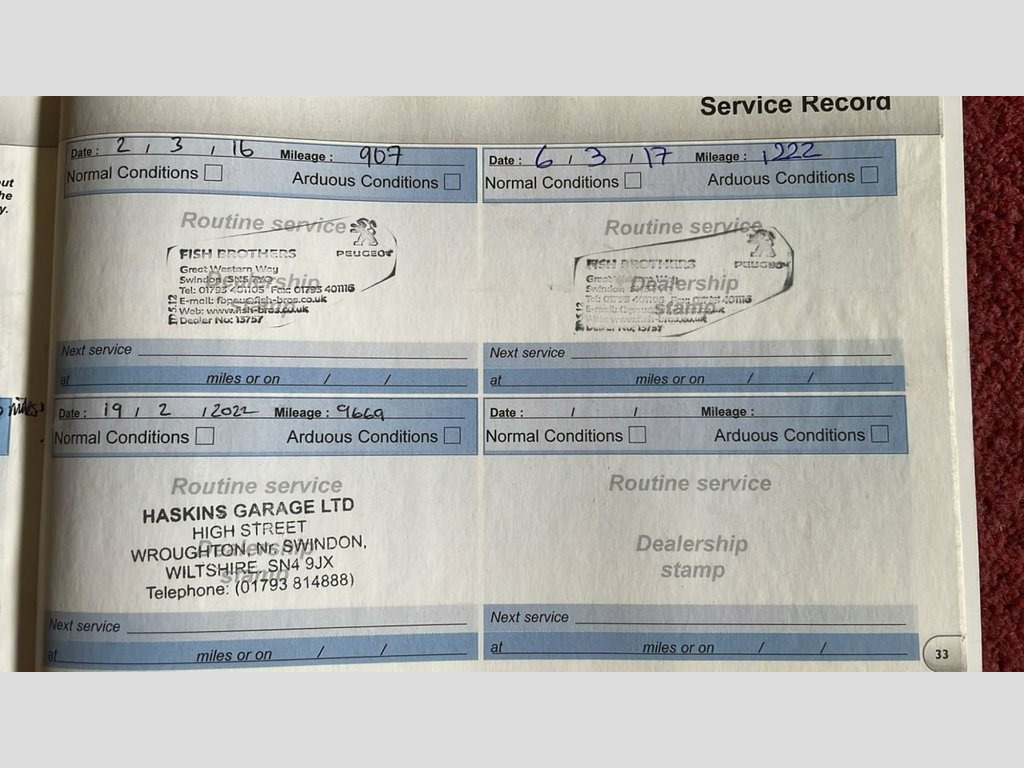 Service Record
Date : 2 / 3 / 16 Mileage : 907
Normal Conditions Arduous Conditions
Routine service
PEUGEOT
FISH BROTHERS
Great Western Way
Swindon
Dealership
Tel: 01793 401105 Fax: 01793 401116
stamp
E-mail: fbpeu@fish-bros.co.uk
Web: www.fish-bros.co.uk
Dealer No: 13757
Next service
at miles or on / /
Date : 6 / 3 / 17 Mileage : 1222
Normal Conditions Arduous Conditions
Routine service
PEUGEOT
FISH BROTHERS
Dealership
stamp
Next service
at miles or on / /
Date : 19 / 2 / 2022 Mileage : 9669
Normal Conditions Arduous Conditions
Routine service
HASKINS GARAGE LTD
HIGH STREET
WROUGHTON, Nr. SWINDON,
Dealership
WILTSHIRE, SN4 9JX
stamp
Telephone: (01793 814888)
Next service
at miles or on / /
Date : / / Mileage :
Normal Conditions Arduous Conditions
Routine service
Dealership
stamp
Next service
at miles or on / /
33